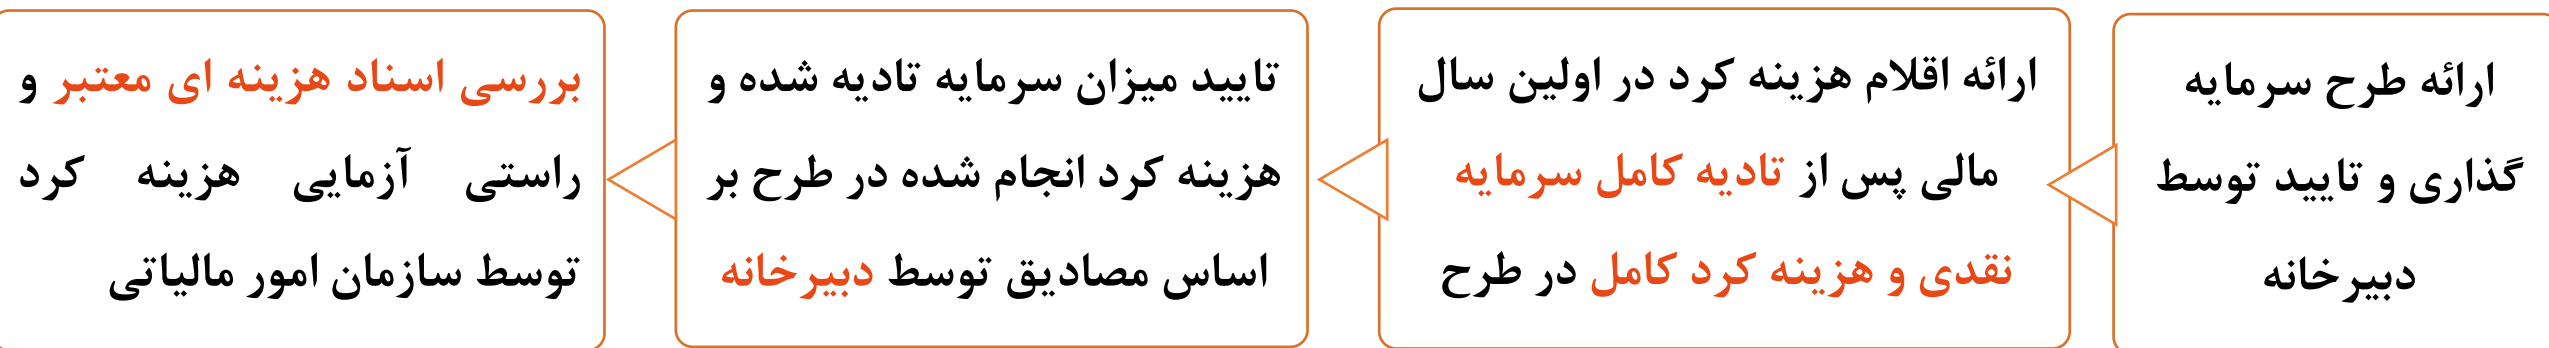 ارائه طرح سرمایه
گذاری و تایید توسط
دبیرخانه
ارائه اقلام هزینه کرد در اولین سال
مالی پس از تادیه کامل سرمایه
نقدی و هزینه کرد کامل در طرح
تایید میزان سرمایه تادیه شده و
هزینه کرد انجام شده در طرح بر
اساس مصادیق توسط دبیرخانه
بررسی اسناد هزینه ای معتبر و
راستی آزمایی هزینه کرد
توسط سازمان امور مالیاتی